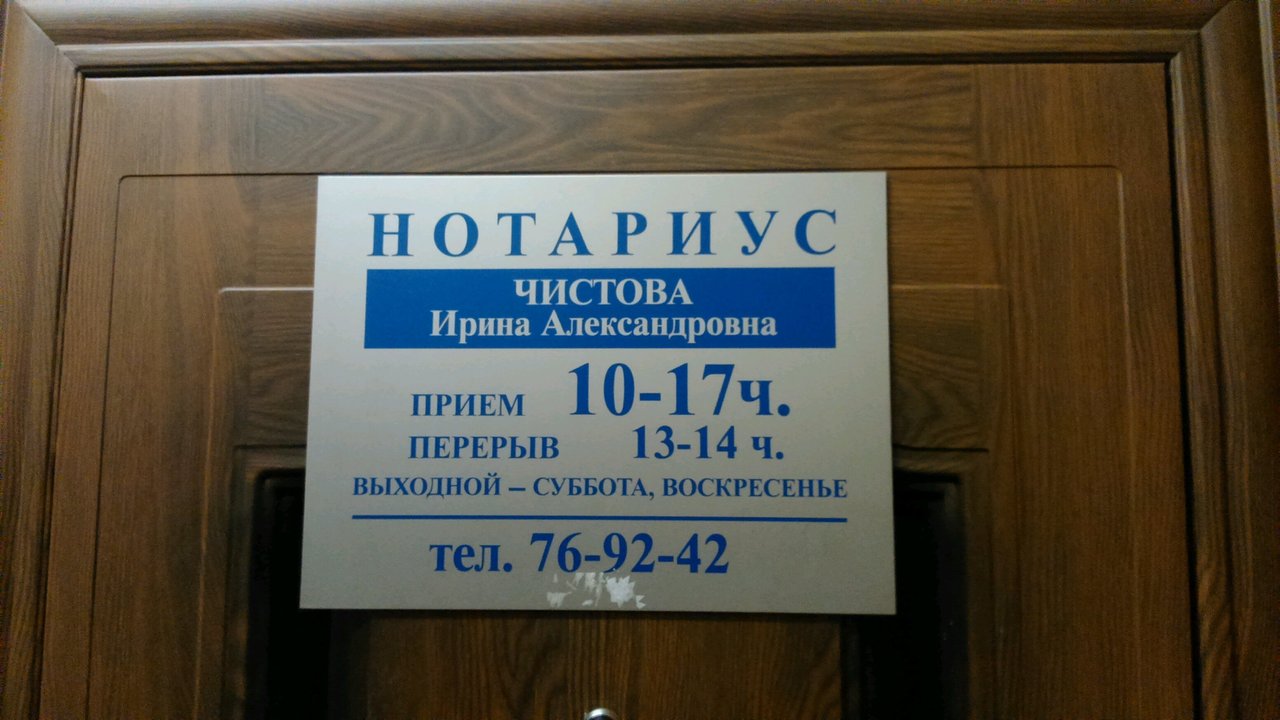 НОТАРИУС
ЧИСТОВА
Ирина Александровна
ПРИЕМ 10-17ч.
ПЕРЕРЫВ 13-14 ч.
ВЫХОДНОЙ – СУББОТА, ВОСКРЕСЕНЬЕ
тел. 76-92-42